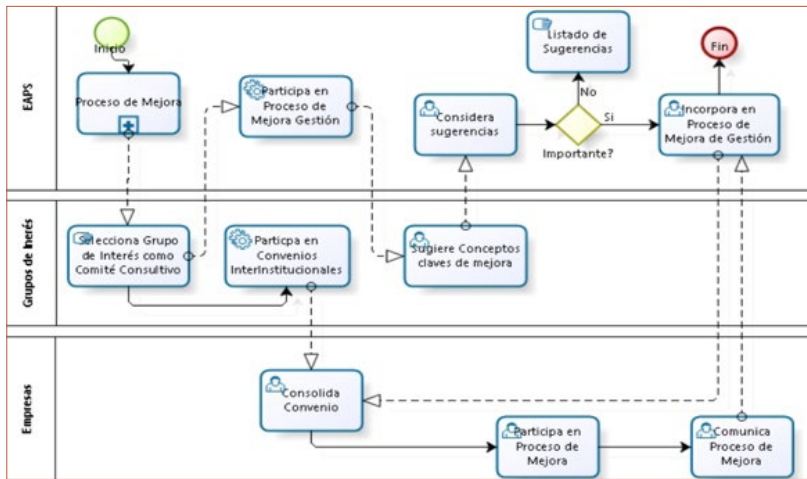 EAPS
Inicio
Proceso de Mejora
Participa en
Proceso de
Mejora Gestión
Considera
sugerencias
Listado de
Sugerencias
No
Si
Importante?
Fin
Incorpora en
Proceso de
Mejora de Gestión
Grupos de Inerés
Selecciona Grupo
de Interés como
Comité Consultivo
Particpa en
Convenios
InterInstitucionales
Sugiere Conceptos
claves de mejora
Empresas
Consolida
Convenio
Participa en
Proceso de
Mejora
Comunica
Proceso de
Mejora